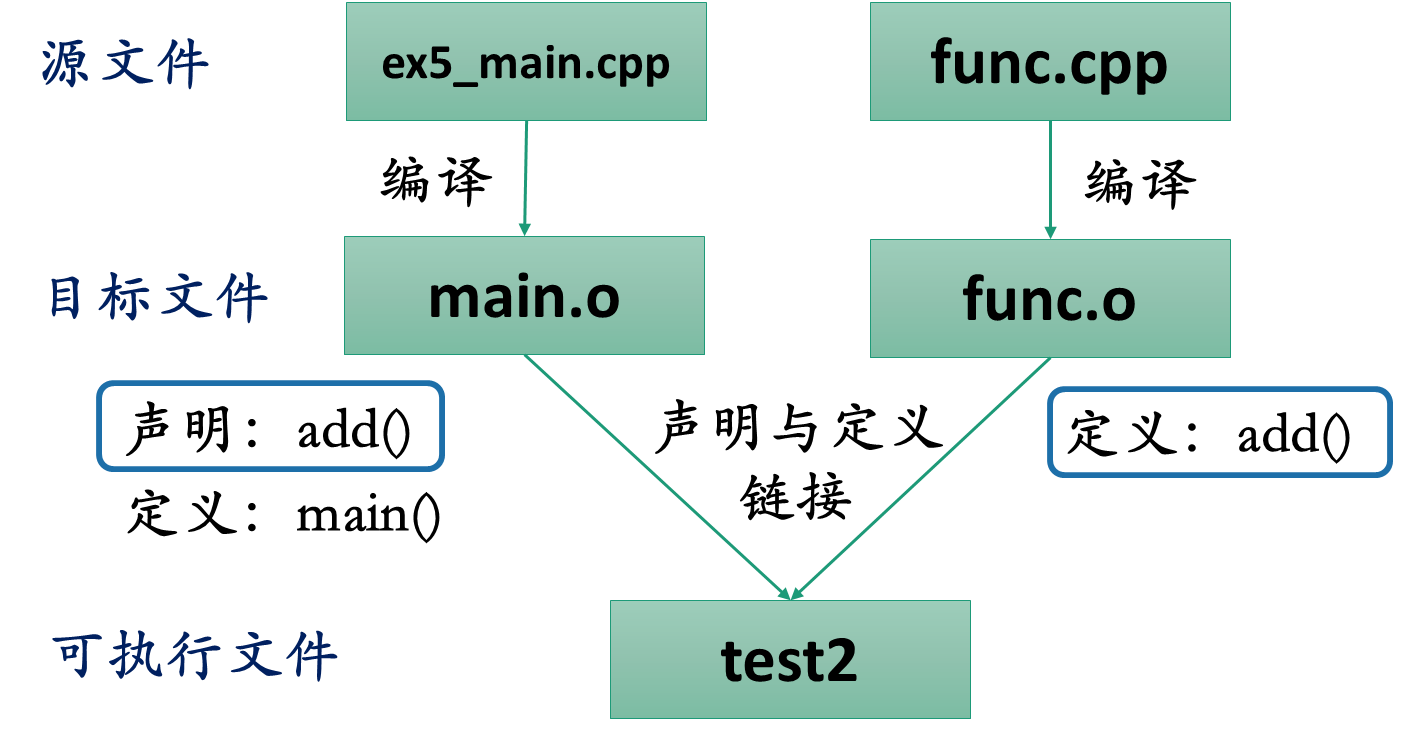 源文件
ex5_main.cpp
func.cpp
编译
编译
目标文件
main.o
func.o
声明：add()
定义：main()
声明与定义
链接
定义：add()
可执行文件
test2